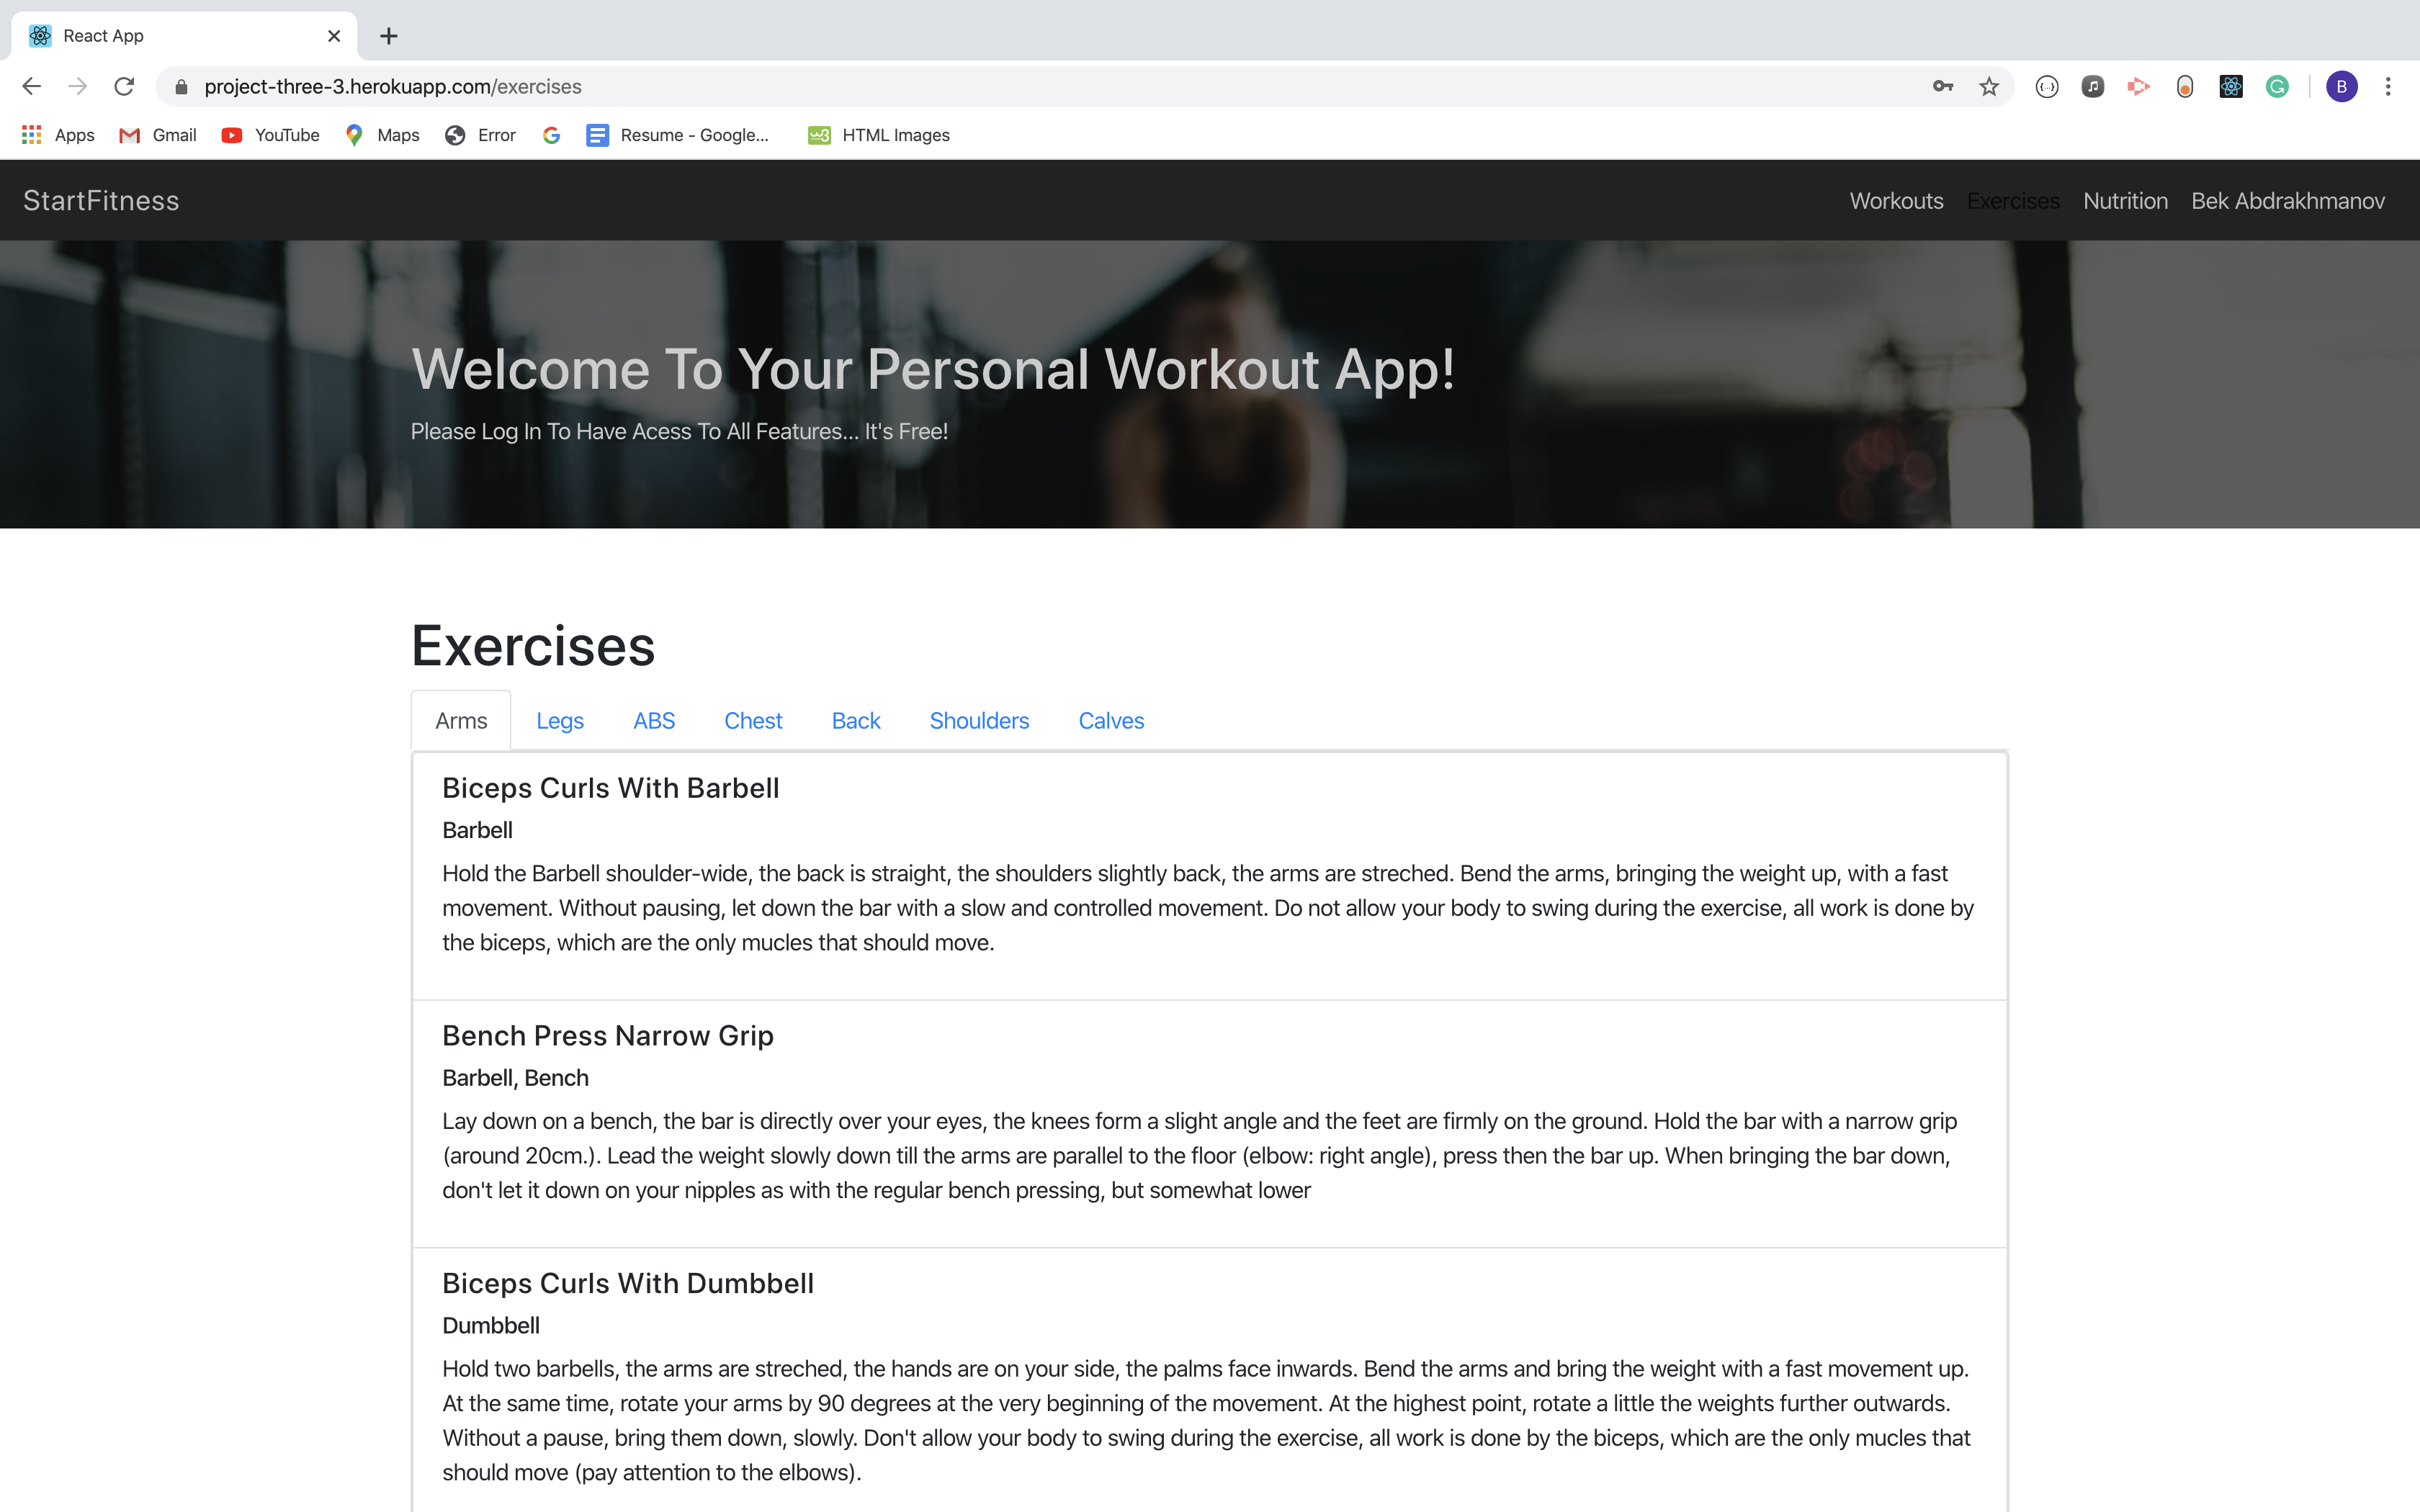 React App
project-three-3.herokuapp.com/exercises
B
Apps Gmail YouTube Maps Error Resume - Google... HTML Images
StartFitness
Workouts Exercises Nutrition Bek Abdrakhmanov
Welcome To Your Personal Workout App!
Please Log In To Have Acess To All Features... It's Free!
Exercises
Arms Legs ABS Chest Back Shoulders Calves
Biceps Curls With Barbell
Barbell
Hold the Barbell shoulder-wide, the back is straight, the shoulders slightly back, the arms are streched. Bend the arms, bringing the weight up, with a fast
movement. Without pausing, let down the bar with a slow and controlled movement. Do not allow your body to swing during the exercise, all work is done by
the biceps, which are the only mucles that should move.
Bench Press Narrow Grip
Barbell, Bench
Lay down on a bench, the bar is directly over your eyes, the knees form a slight angle and the feet are firmly on the ground. Hold the bar with a narrow grip
(around 20cm.). Lead the weight slowly down till the arms are parallel to the floor (elbow: right angle), press then the bar up. When bringing the bar down,
don't let it down on your nipples as with the regular bench pressing, but somewhat lower
Biceps Curls With Dumbbell
Dumbbell
Hold two barbells, the arms are streched, the hands are on your side, the palms face inwards. Bend the arms and bring the weight with a fast movement up.
At the same time, rotate your arms by 90 degrees at the very beginning of the movement. At the highest point, rotate a little the weights further outwards.
Without a pause, bring them down, slowly. Don't allow your body to swing during the exercise, all work is done by the biceps, which are the only mucles that
should move (pay attention to the elbows).